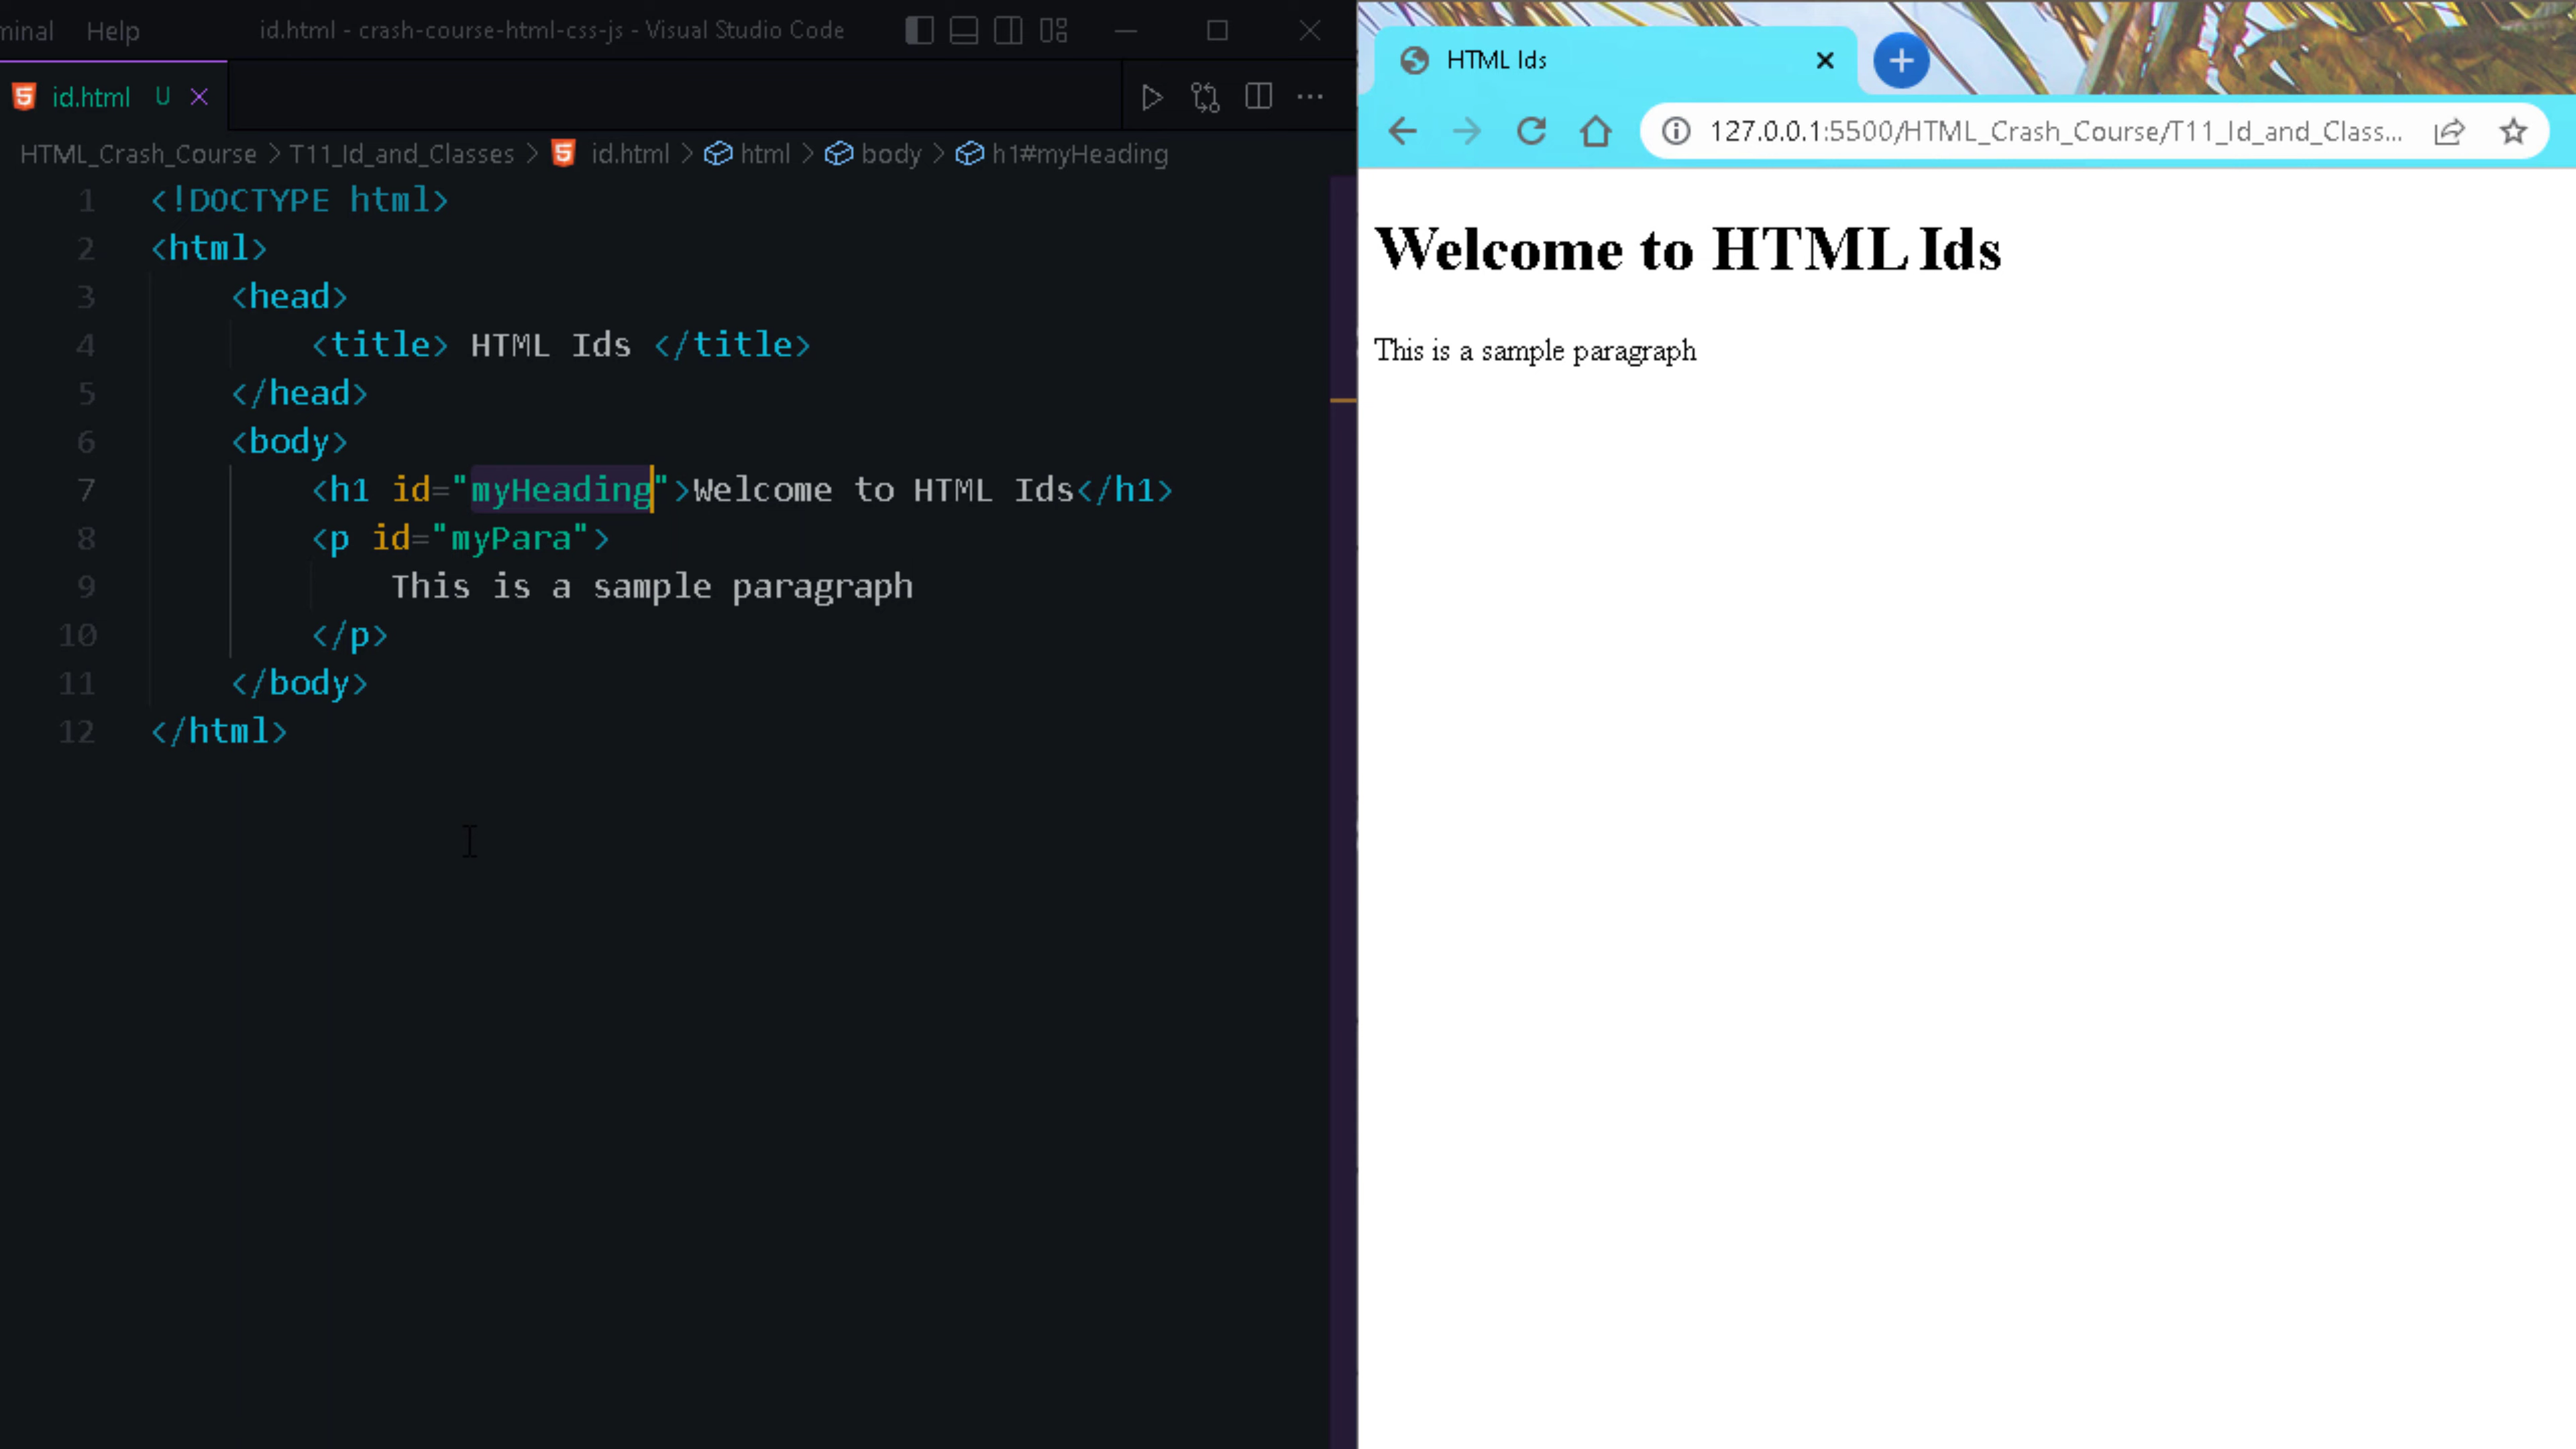 minal Help id.html - crash-course-html-css-js - Visual Studio Code
id.html U
HTML_Crash_Course > T11_Id_and_Classes > id.html > html > body > h1#myHeading
1 <!DOCTYPE html>
2 <html>
3 <head>
4 <title> HTML Ids </title>
5 </head>
6 <body>
7 <h1 id="myHeading">Welcome to HTML Ids</h1>
8 <p id="myPara">
9 This is a sample paragraph
10 </p>
11 </body>
12 </html>
HTML Ids
127.0.0.1:5500/HTML_Crash_Course/T11_Id_and_Class...
Welcome to HTML Ids
This is a sample paragraph